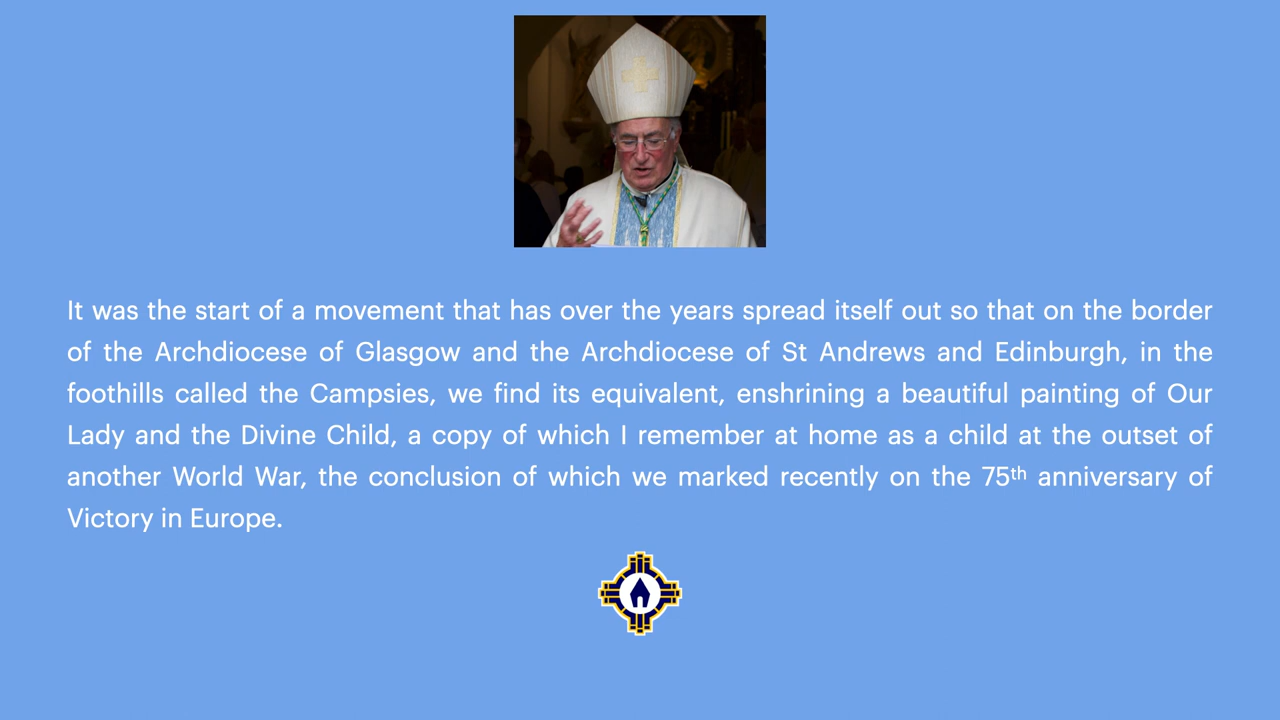 It was the start of a movement that has over the years spread itself out so that on the border
of the Archdiocese of Glasgow and the Archdiocese of St Andrews and Edinburgh, in the
foothills called the Campsies, we find its equivalent, enshrining a beautiful painting of Our
Lady and the Divine Child, a copy of which I remember at home as a child at the outset of
another World War, the conclusion of which we marked recently on the 75th anniversary of
Victory in Europe.